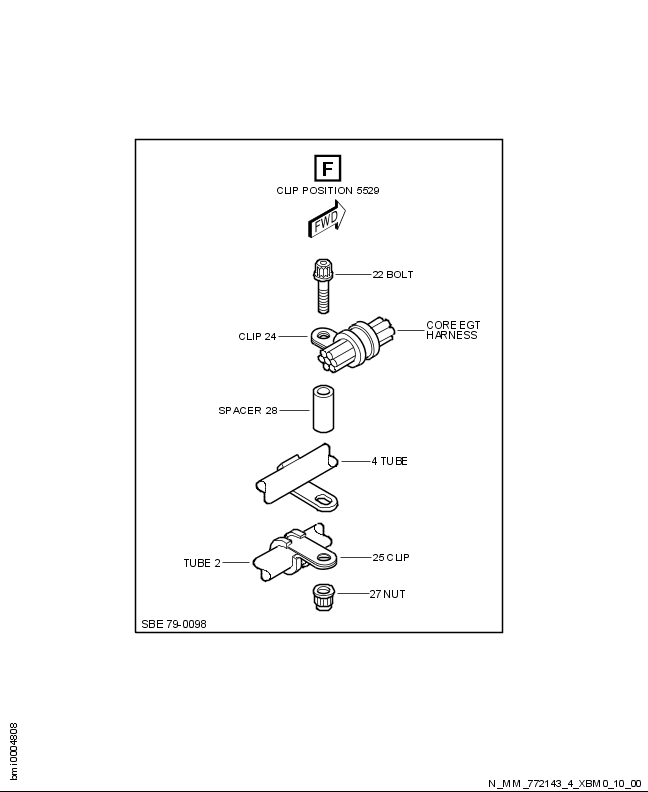 F
CLIP POSITION 5529
FWD
22 BOLT
CORE EGT
HARNESS
CLIP 24
SPACER 28
4 TUBE
25 CLIP
TUBE 2
27 NUT
SBE 79-0098
bmi0004808
N_MM_772143_4_XBM0_10_00